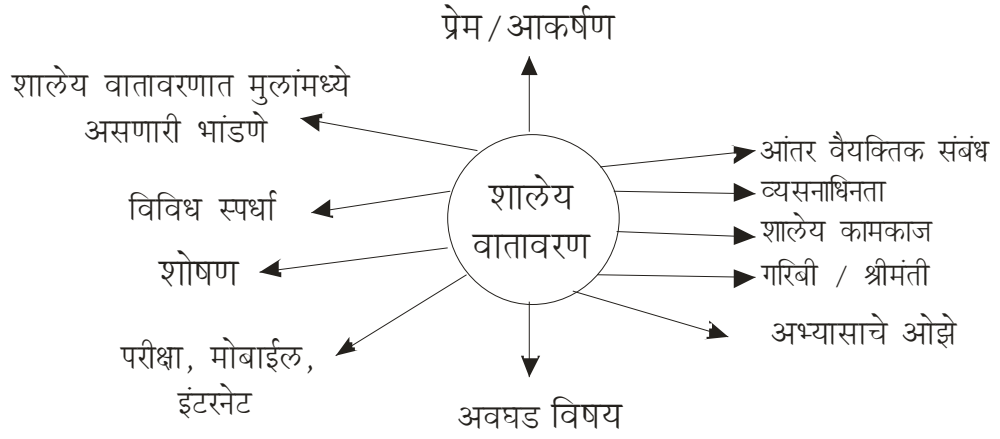 प्रेम / आकर्षण
शालेय वातावरणात मुलांमध्ये
असणारी भांडणे
विविध स्पर्धा
शोषण
परीक्षा, मोबाईल,
इंटरनेट
शालेय
वातावरण
आंतर वैयक्तिक संबंध
व्यसनाधिनता
शालेय कामकाज
गरिबी / श्रीमंती
अभ्यासाचे ओझे
अवघड विषय